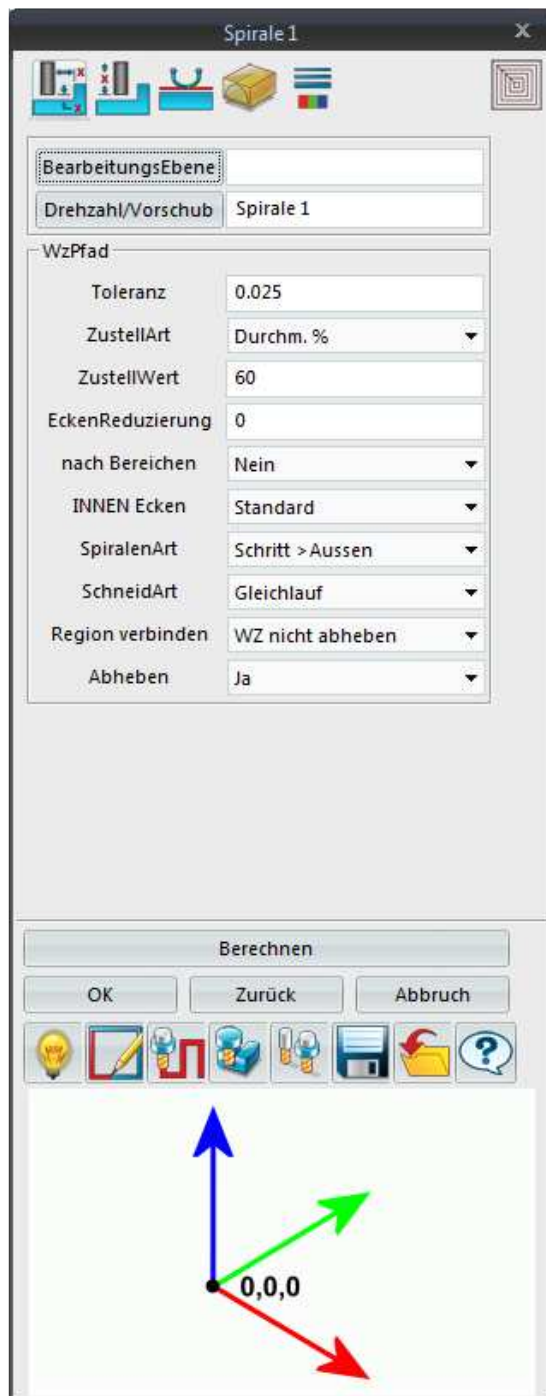 Spirale 1
BearbeitungsEbene
Drehzahl/Vorschub Spirale 1
WzPfad
Toleranz 0.025
ZustellArt Durchm. %
ZustellWert 60
EckenReduzierung 0
nach Bereichen Nein
INNEN Ecken Standard
SpiralenArt Schritt >Aussen
SchneidArt Gleichlauf
Region verbinden WZ nicht abheben
Abheben Ja
Berechnen
OK Zurück Abbruch
0,0,0